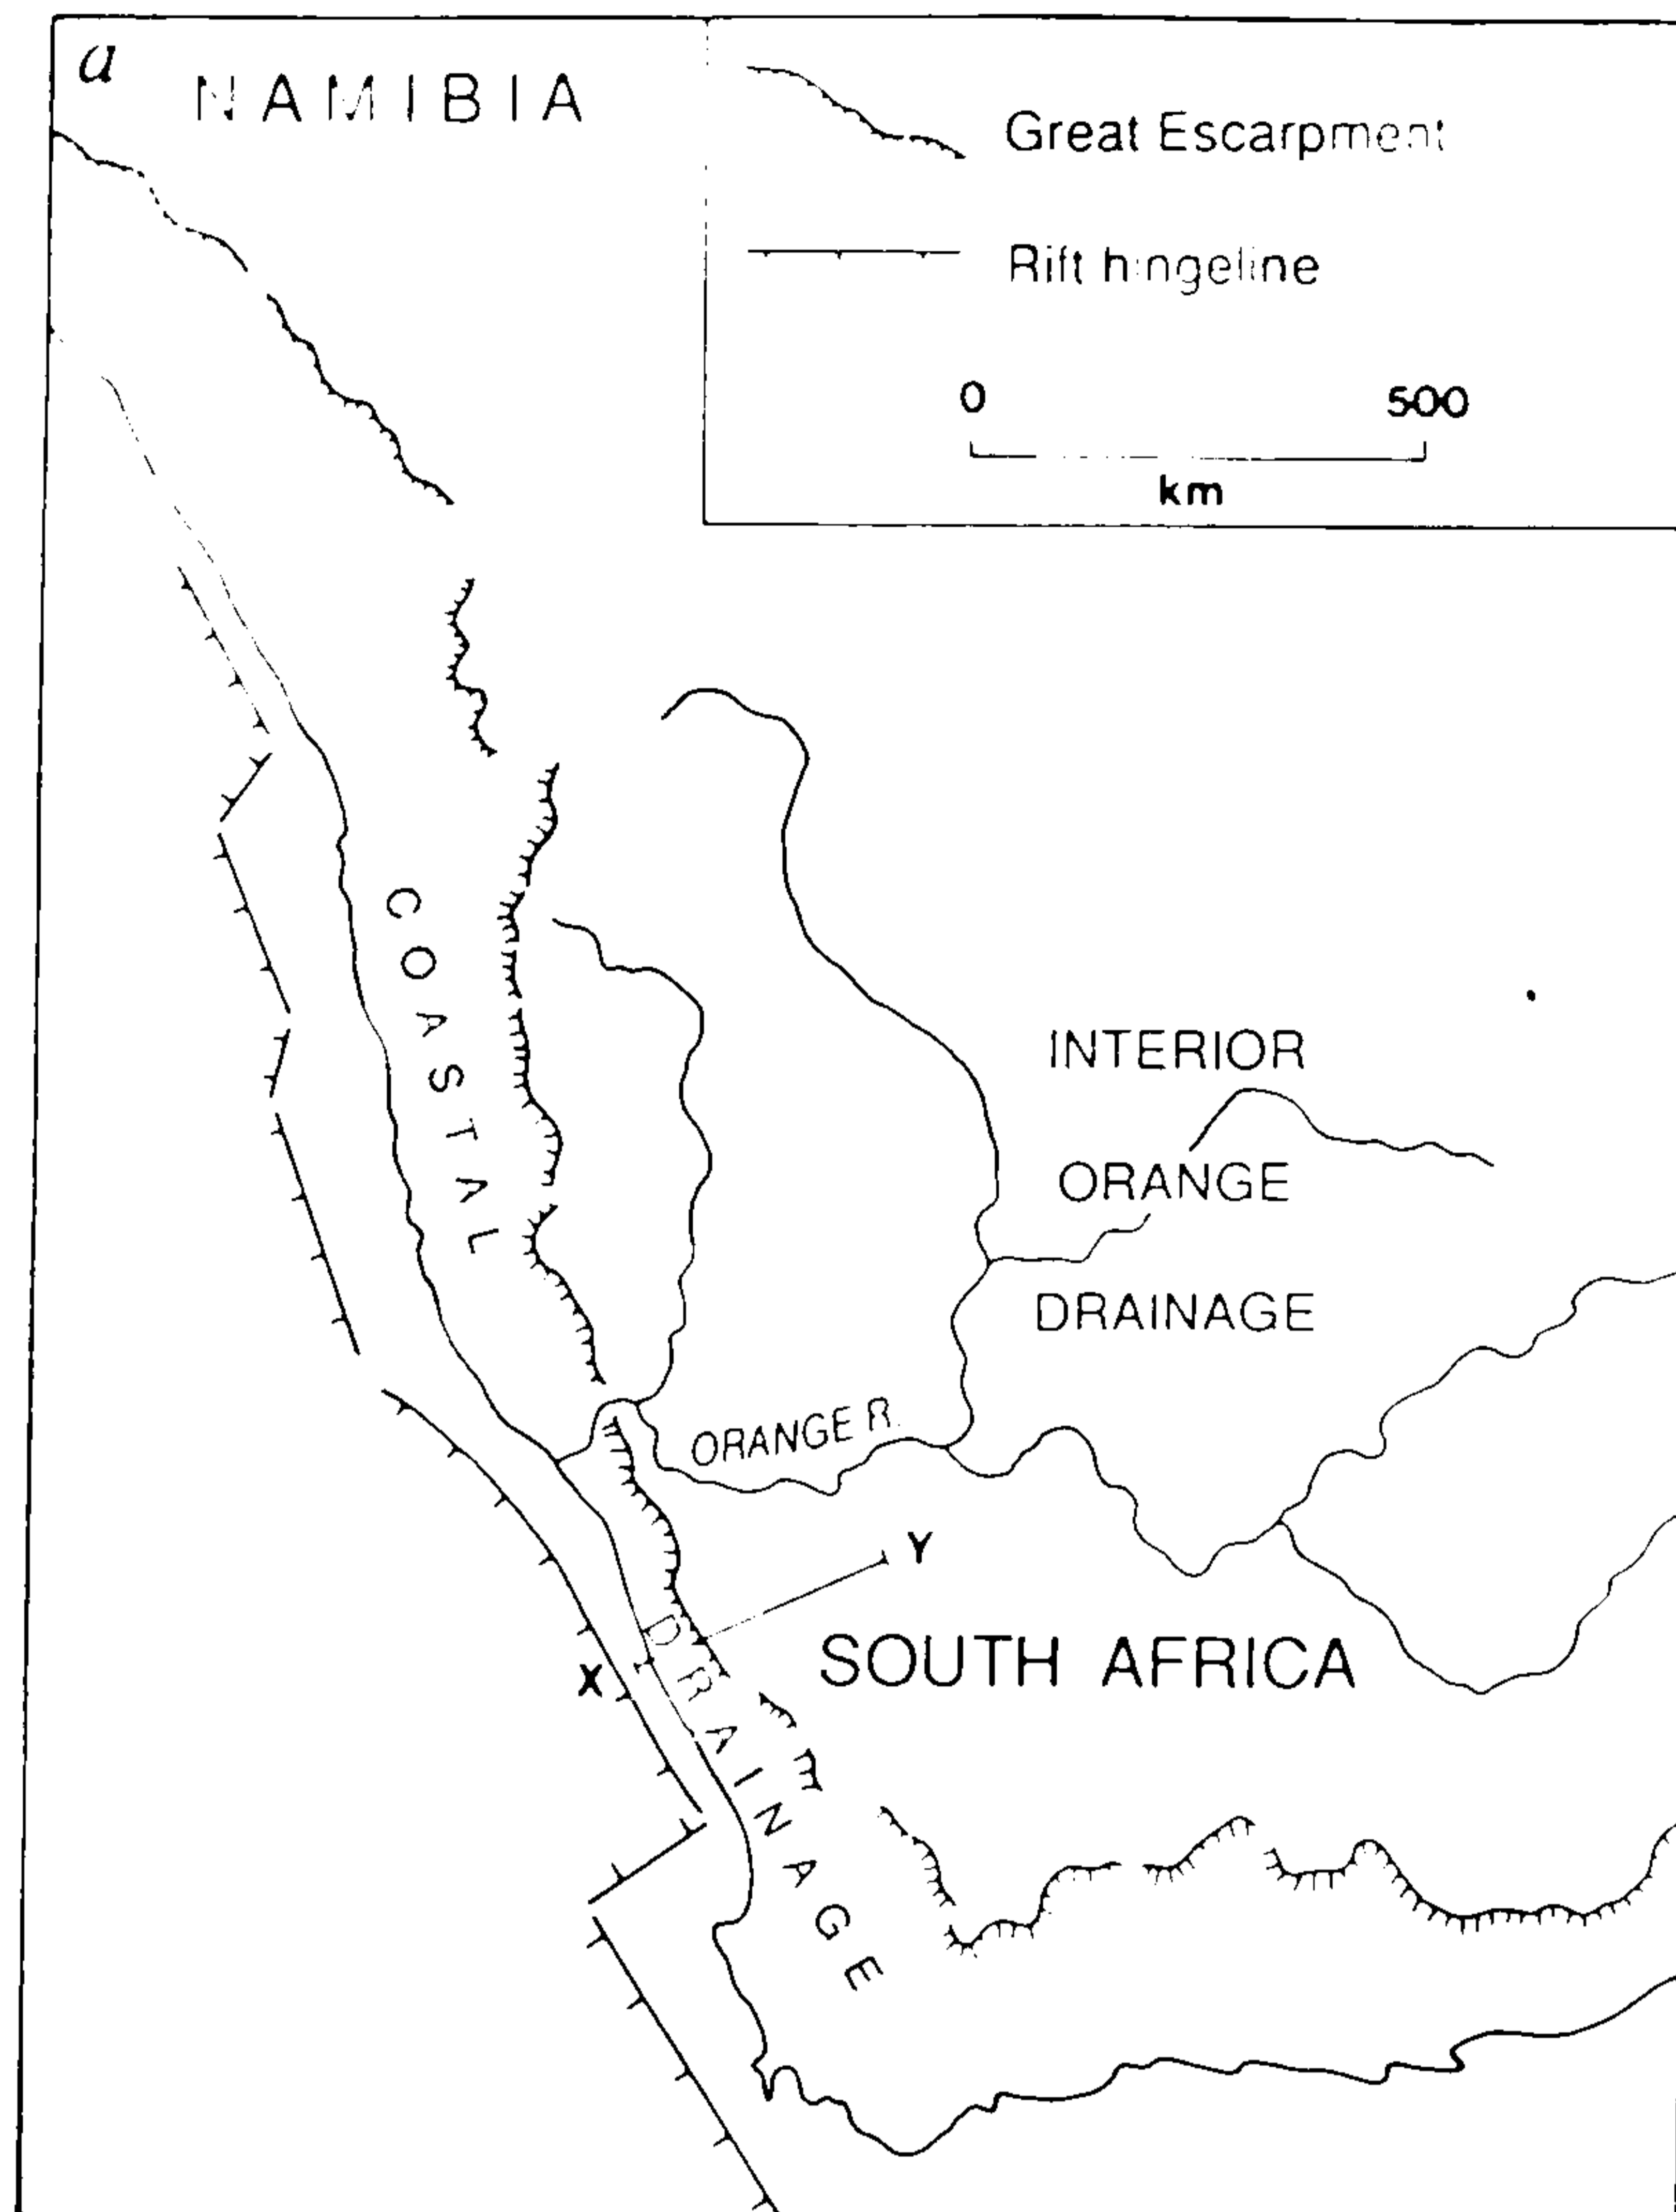 a
NAMIBIA
Great Escarpment
Rift hingeline
0 500
km
COASTAL
INTERIOR
ORANGE
DRAINAGE
ORANGE R.
Y
X
SOUTH AFRICA
DRAINAGE